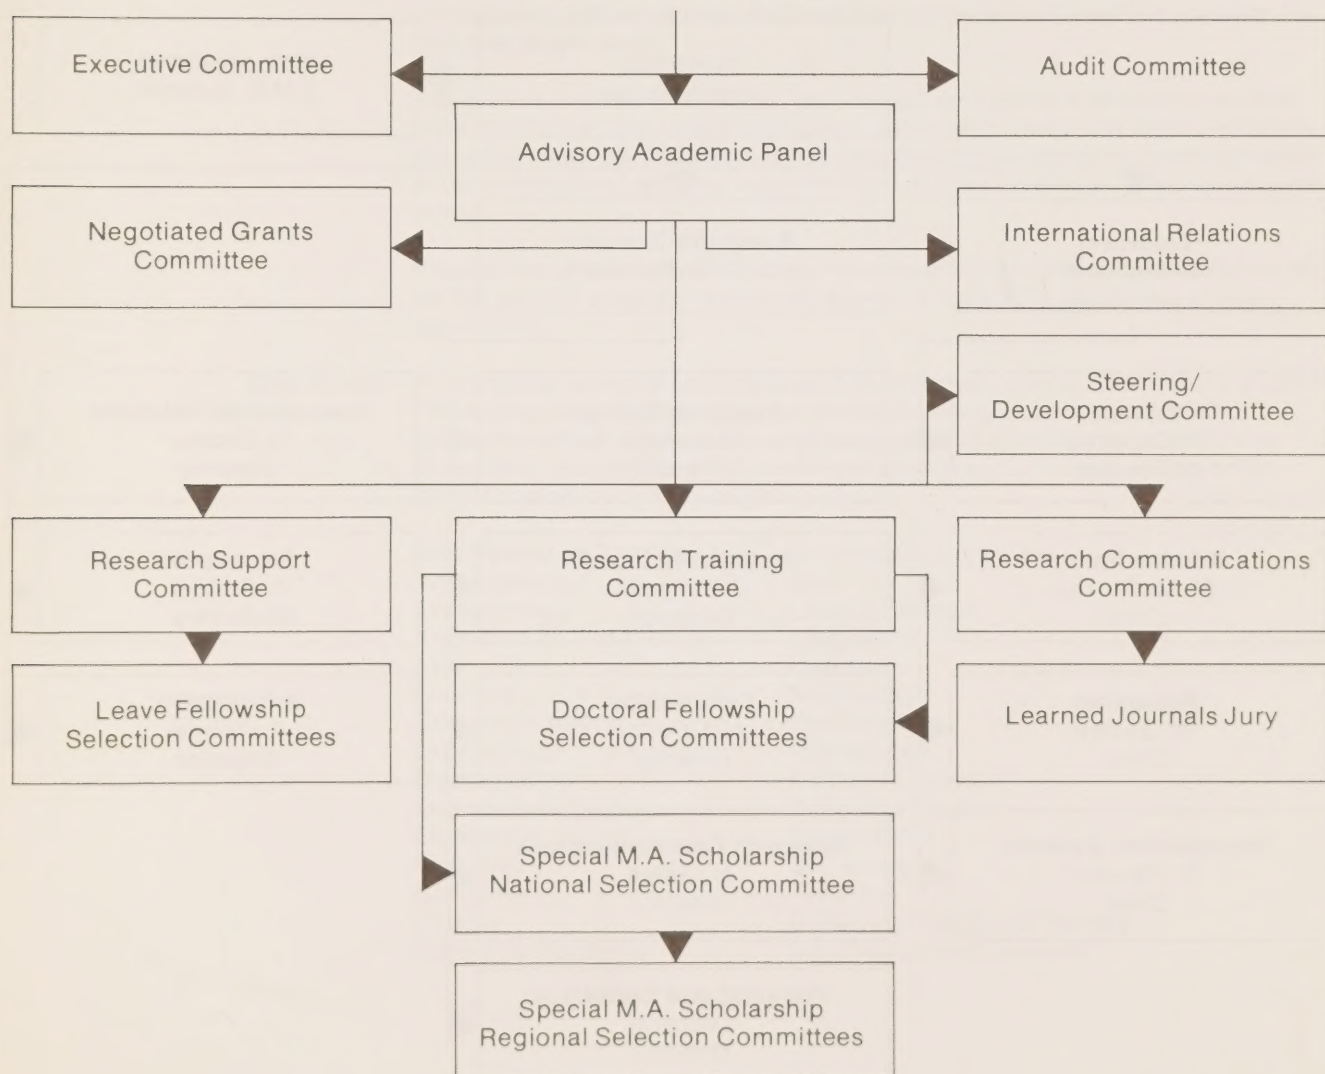 Executive Committee
Audit Committee
Advisory Academic Panel
Negotiated Grants
Committee
International Relations
Committee
Steering/
Development Committee
Research Support
Committee
Research Training
Committee
Research Communications
Committee
Leave Fellowship
Selection Committees
Doctoral Fellowship
Selection Committees
Learned Journals Jury
Special M.A. Scholarship
National Selection Committee
Special M.A. Scholarship
Regional Selection Committees